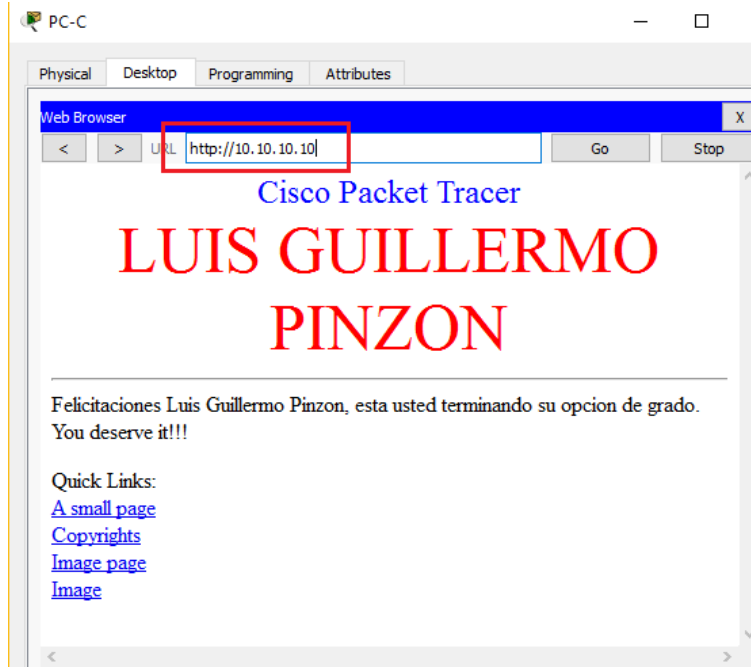 PC-C
Physical Desktop Programming Attributes
Web Browser X
< > URL http://10.10.10.10 Go Stop
Cisco Packet Tracer
LUIS GUILLERMO
PINZON
Felicitaciones Luis Guillermo Pinzon, esta usted terminando su opcion de grado.
You deserve it!!!
Quick Links:
A small page
Copyrights
Image page
Image